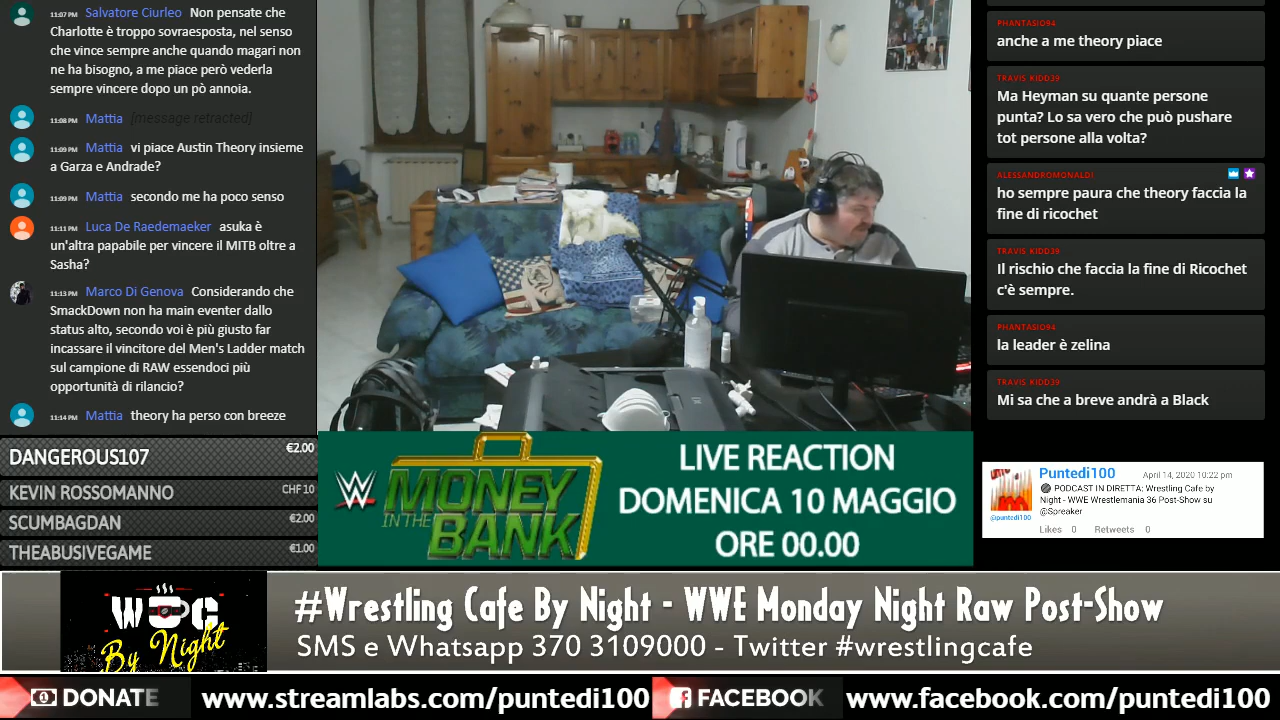 11:07 PM Salvatore Ciurleo Non pensate che
Charlotte è troppo sovraesposta, nel senso
che vince sempre anche quando magari non
ne ha bisogno, a me piace però vederla
sempre vincere dopo un pò annoia.
11:08 PM Mattia [message retracted]
11:09 PM Mattia vi piace Austin Theory insieme
a Garza e Andrade?
11:09 PM Mattia secondo me ha poco senso
11:11 PM Luca De Raedemaeker asuka è
un'altra papabile per vincere il MITB oltre a
Sasha?
11:13 PM Marco Di Genova Considerando che
SmackDown non ha main eventer dallo
status alto, secondo voi è più giusto far
incassare il vincitore del Men's Ladder match
sul campione di RAW essendoci più
opportunità di rilancio?
11:14 PM Mattia theory ha perso con breeze
DANGEROUS107 €2.00
KEVIN ROSSOMANNO CHF 10
SCUMBAGDAN €2.00
THEABUSIVEGAME €1.00
PHANTASIO94
anche a me theory piace
TRAVIS_KIDD39
Ma Heyman su quante persone
punta? Lo sa vero che può pushare
tot persone alla volta?
ALESSANDROMONALDI
ho sempre paura che theory faccia la
fine di ricochet
TRAVIS_KIDD39
Il rischio che faccia la fine di Ricochet
c'è sempre.
PHANTASIO94
la leader è zelina
TRAVIS_KIDD39
Mi sa che a breve andrà a Black
W
MONEY
IN THE
BANK
LIVE REACTION
DOMENICA 10 MAGGIO
ORE 00.00
Puntedi100 April 14, 2020 10:22 pm
PODCAST IN DIRETTA: Wrestling Cafe by
Night - WWE Wrestlemania 36 Post-Show su
@Spreaker
@puntedi100
Likes 0 Retweets 0
WCG
By Night
#Wrestling Cafe By Night - WWE Monday Night Raw Post-Show
SMS e Whatsapp 370 3109000 - Twitter #wrestlingcafe
DONATE www.streamlabs.com/puntedi100 FACEBOOK www.facebook.com/puntedi100